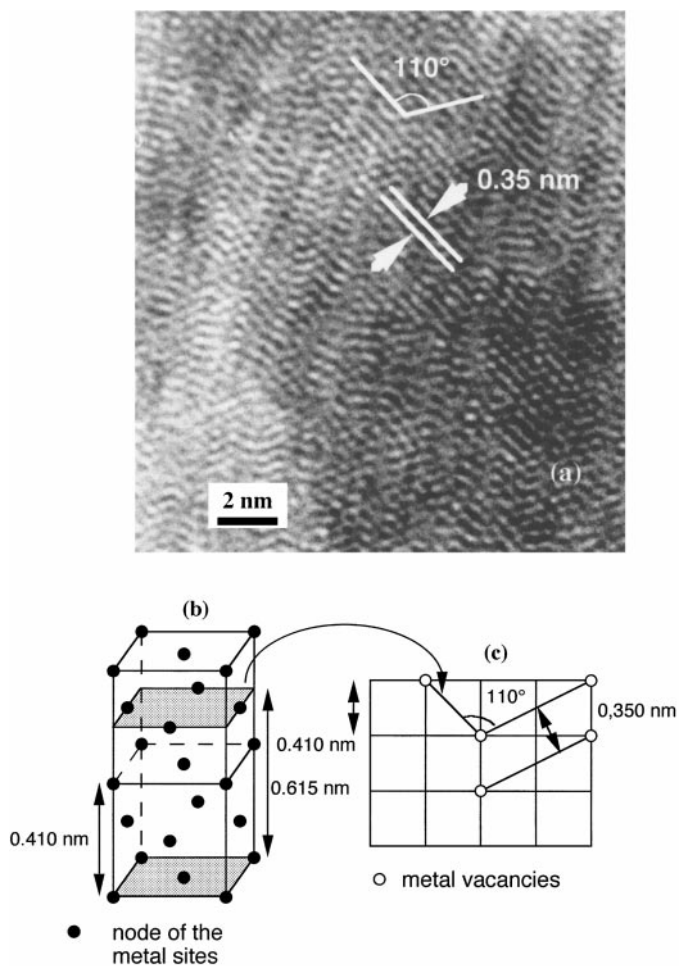 110°
0.35 nm
(a)
2 nm
(b)
(c)
110°
0,350 nm
0.410 nm
0.615 nm
0.410 nm
metal vacancies
node of the
metal sites